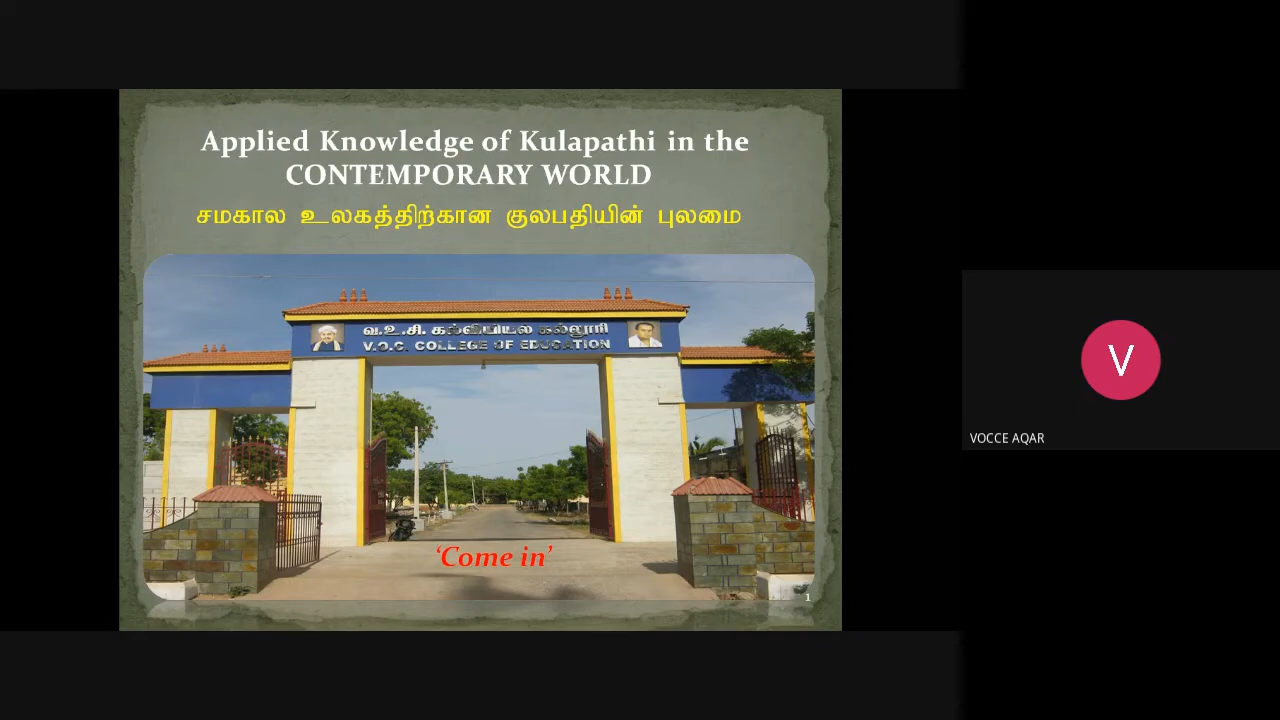 Applied Knowledge of Kulapathi in the
CONTEMPORARY WORLD
சமகால உலகத்திற்கான குலபதியின் புலமை
வ.உ.சி. கல்வியியல் கல்லூரி
V.O.C. COLLEGE OF EDUCATION
‘Come in’
1
V
VOCCE AQAR